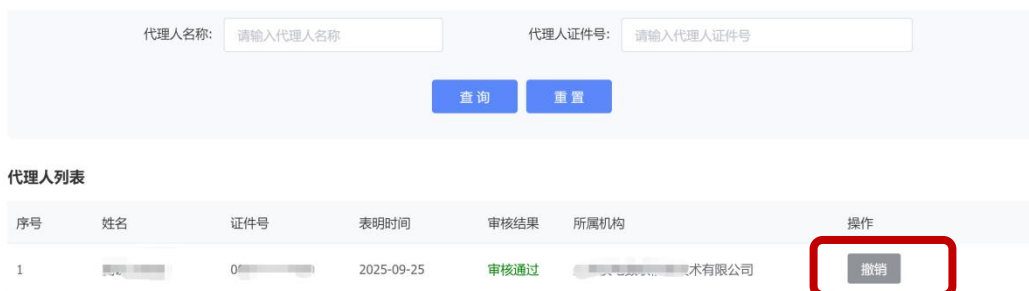 代理人名称: 请输入代理人名称 代理人证件号: 请输入代理人证件号
查询 重置
代理人列表
序号 姓名 证件号 表明时间 审核结果 所属机构 操作
1 2025-09-25 审核通过 术有限公司 撤销